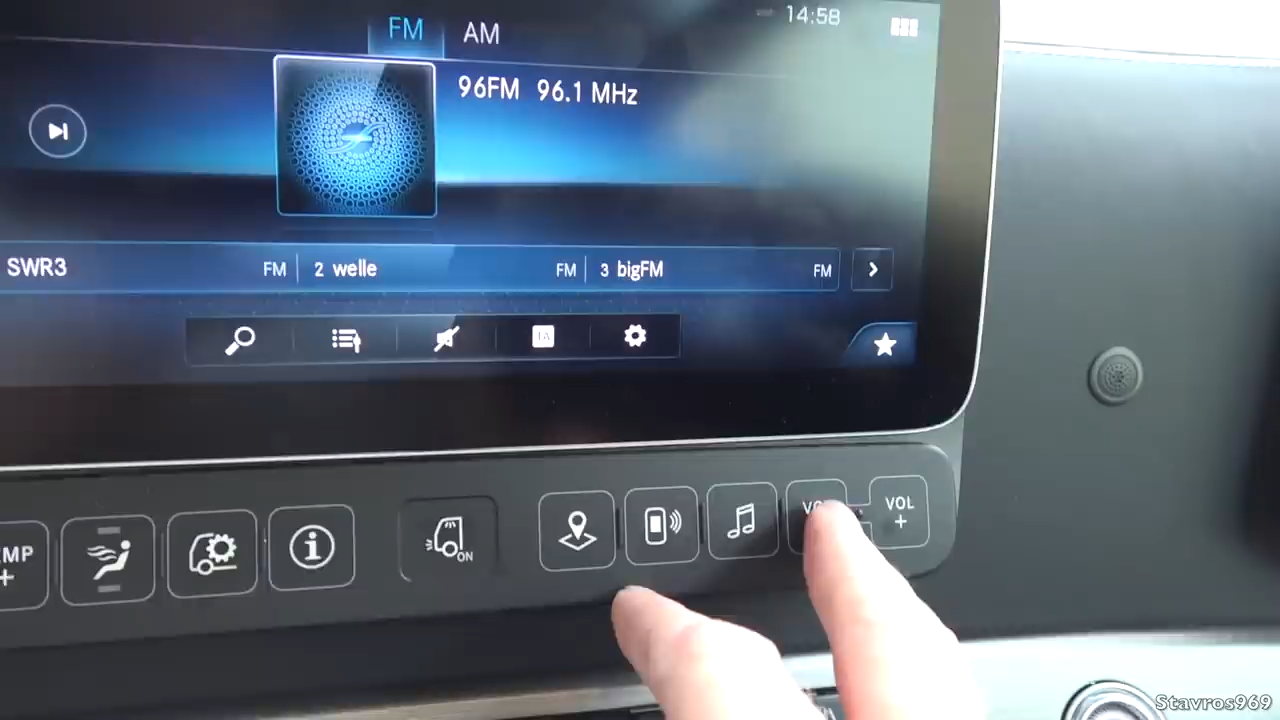 FM AM
14:58
96FM 96.1 MHz
SWR3 FM
2 welle FM
3 bigFM FM
ON
VOL
+
+
Stavros969